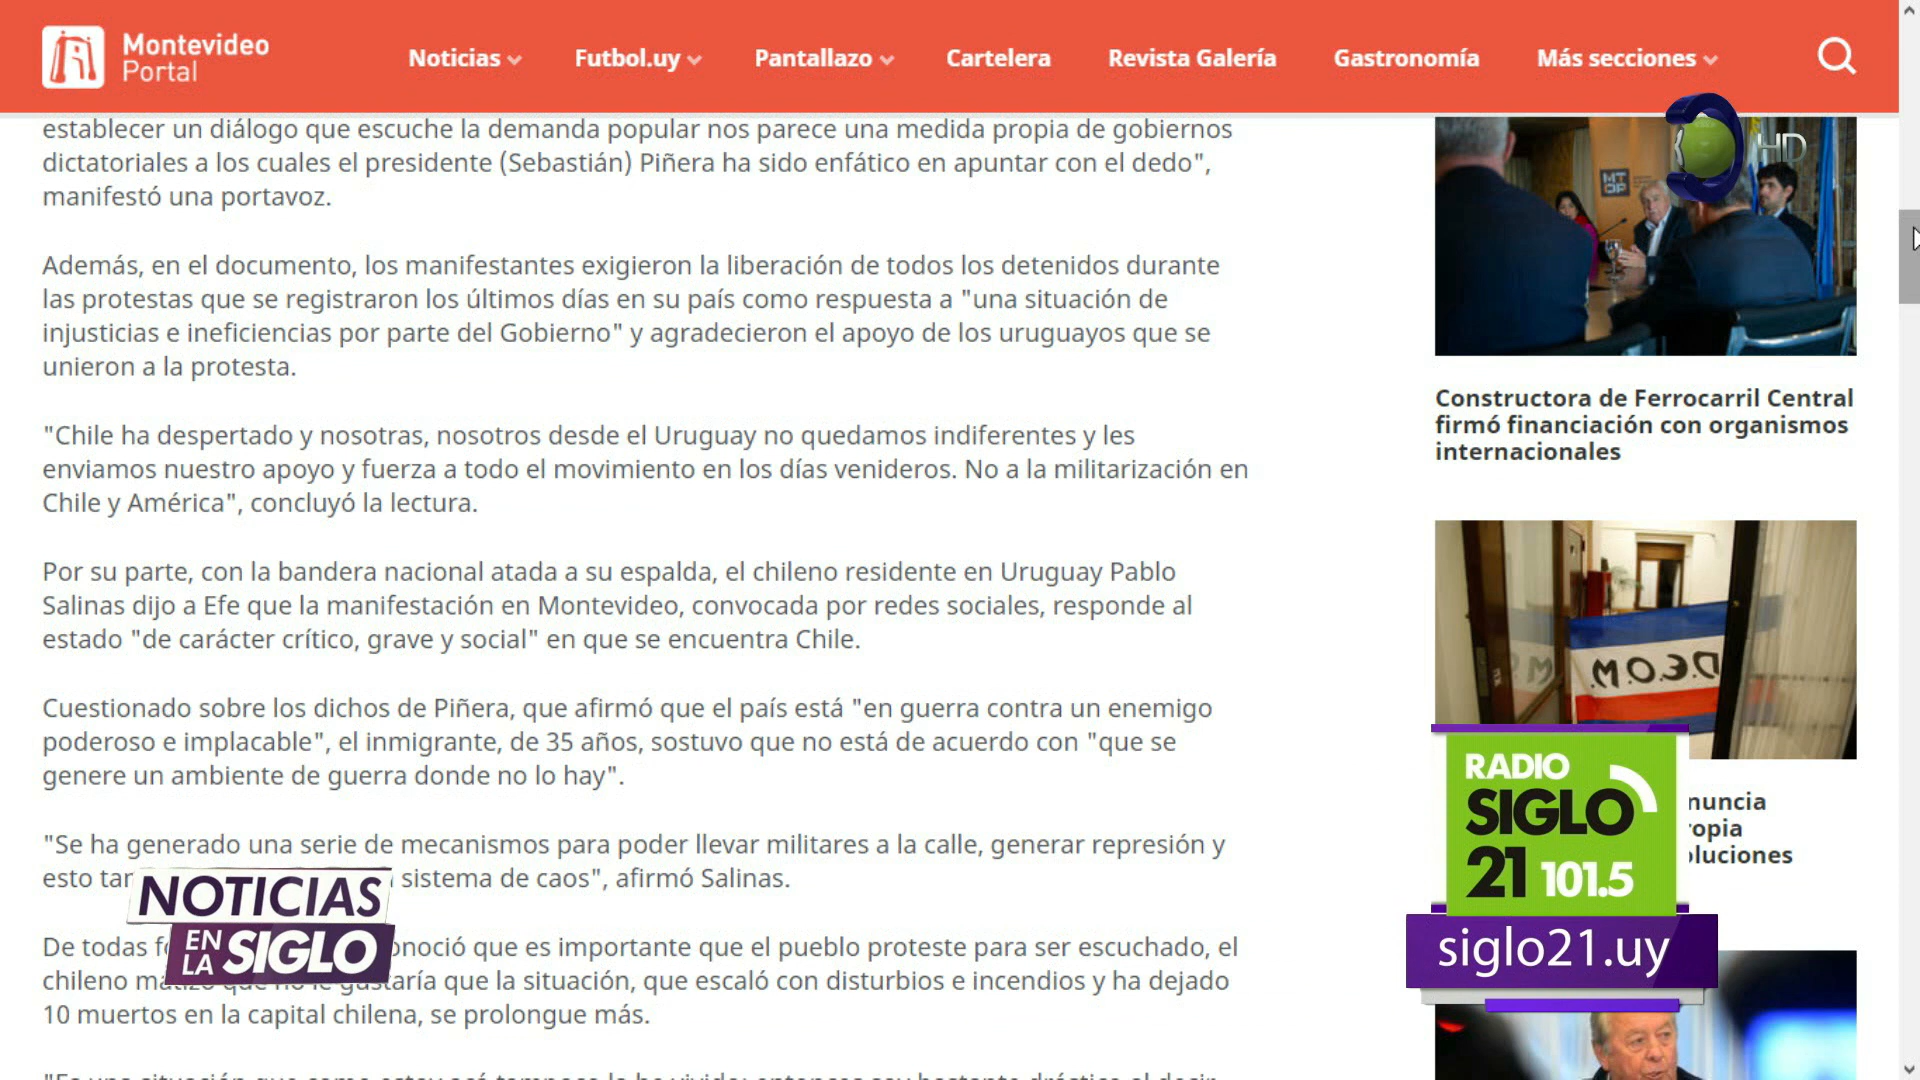 Montevideo
Portal
Noticias
Futbol.uy
Pantallazo
Cartelera
Revista Galería
Gastronomía
Más secciones
HD
establecer un diálogo que escuche la demanda popular nos parece una medida propia de gobiernos
dictatoriales a los cuales el presidente (Sebastián) Piñera ha sido enfático en apuntar con el dedo",
manifestó una portavoz.
Además, en el documento, los manifestantes exigieron la liberación de todos los detenidos durante
las protestas que se registraron los últimos días en su país como respuesta a "una situación de
injusticias e ineficiencias por parte del Gobierno" y agradecieron el apoyo de los uruguayos que se
unieron a la protesta.
"Chile ha despertado y nosotras, nosotros desde el Uruguay no quedamos indiferentes y les
enviamos nuestro apoyo y fuerza a todo el movimiento en los días venideros. No a la militarización en
Chile y América", concluyó la lectura.
Por su parte, con la bandera nacional atada a su espalda, el chileno residente en Uruguay Pablo
Salinas dijo a Efe que la manifestación en Montevideo, convocada por redes sociales, responde al
estado "de carácter crítico, grave y social" en que se encuentra Chile.
Cuestionado sobre los dichos de Piñera, que afirmó que el país está "en guerra contra un enemigo
poderoso e implacable", el inmigrante, de 35 años, sostuvo que no está de acuerdo con "que se
genere un ambiente de guerra donde no lo hay".
"Se ha generado una serie de mecanismos para poder llevar militares a la calle, generar represión y
esto sistema de caos", afirmó Salinas.
De todas onoció que es importante que el pueblo proteste para ser escuchado, el
chileno matizó que no le gustaría que la situación, que escaló con disturbios e incendios y ha dejado
10 muertos en la capital chilena, se prolongue más.
NOTICIAS
EN LA SIGLO
MT
OP
Constructora de Ferrocarril Central
firmó financiación con organismos
internacionales
A.D.E.O.M.
nuncia
ropia
oluciones
RADIO
SIGLO
21 101.5
siglo21.uy